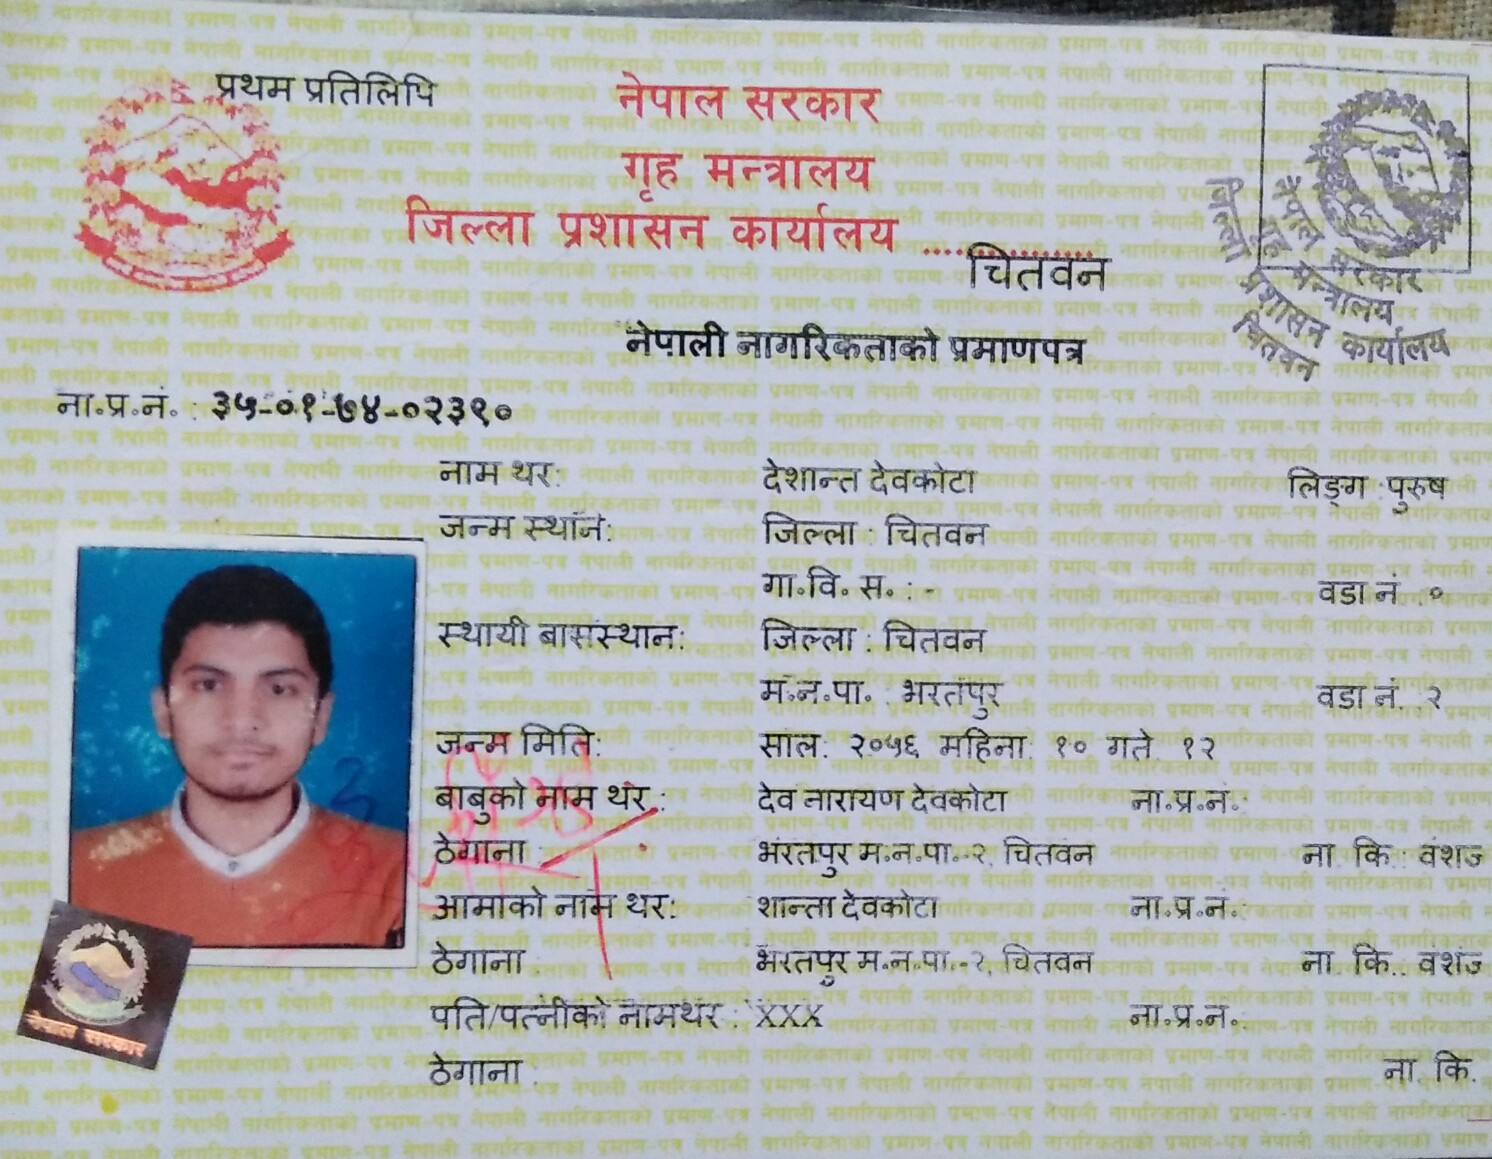 प्रथम प्रतिलिपि
नेपाल सरकार
गृह मन्त्रालय
जिल्ला प्रशासन कार्यालय ..................
चितवन
नेपाल सरकार
गृह मन्त्रालय
जिल्ला प्रशासन कार्यालय
चितवन
नेपाली नागरिकताको प्रमाणपत्र
ना.प्र.नं. : ३५-०१-७४-०२३९०
नाम थर: देशान्त देवकोटा लिङ्ग :पुरुष
जन्म स्थान: जिल्ला : चितवन
गा.वि. स. : - वडा नं :०
स्थायी बासस्थान: जिल्ला : चितवन
म.न.पा. : भरतपुर वडा नं. २
जन्म मिति: साल: २०५६ महिना: १० गते: १२
बाबुको नाम थर : देव नारायण देवकोटा ना.प्र.नं.:
ठेगाना : भरतपुर म.न.पा.-२, चितवन ना. कि.: वंशज
आमाको नाम थर: शान्ता देवकोटा ना.प्र.नं.:
ठेगाना : भरतपुर म.न.पा.-२, चितवन ना. कि.: वंशज
पति/पत्नीको नामथर : XXX ना.प्र.नं.:
ठेगाना : ना. कि.
नेपाल सरकार